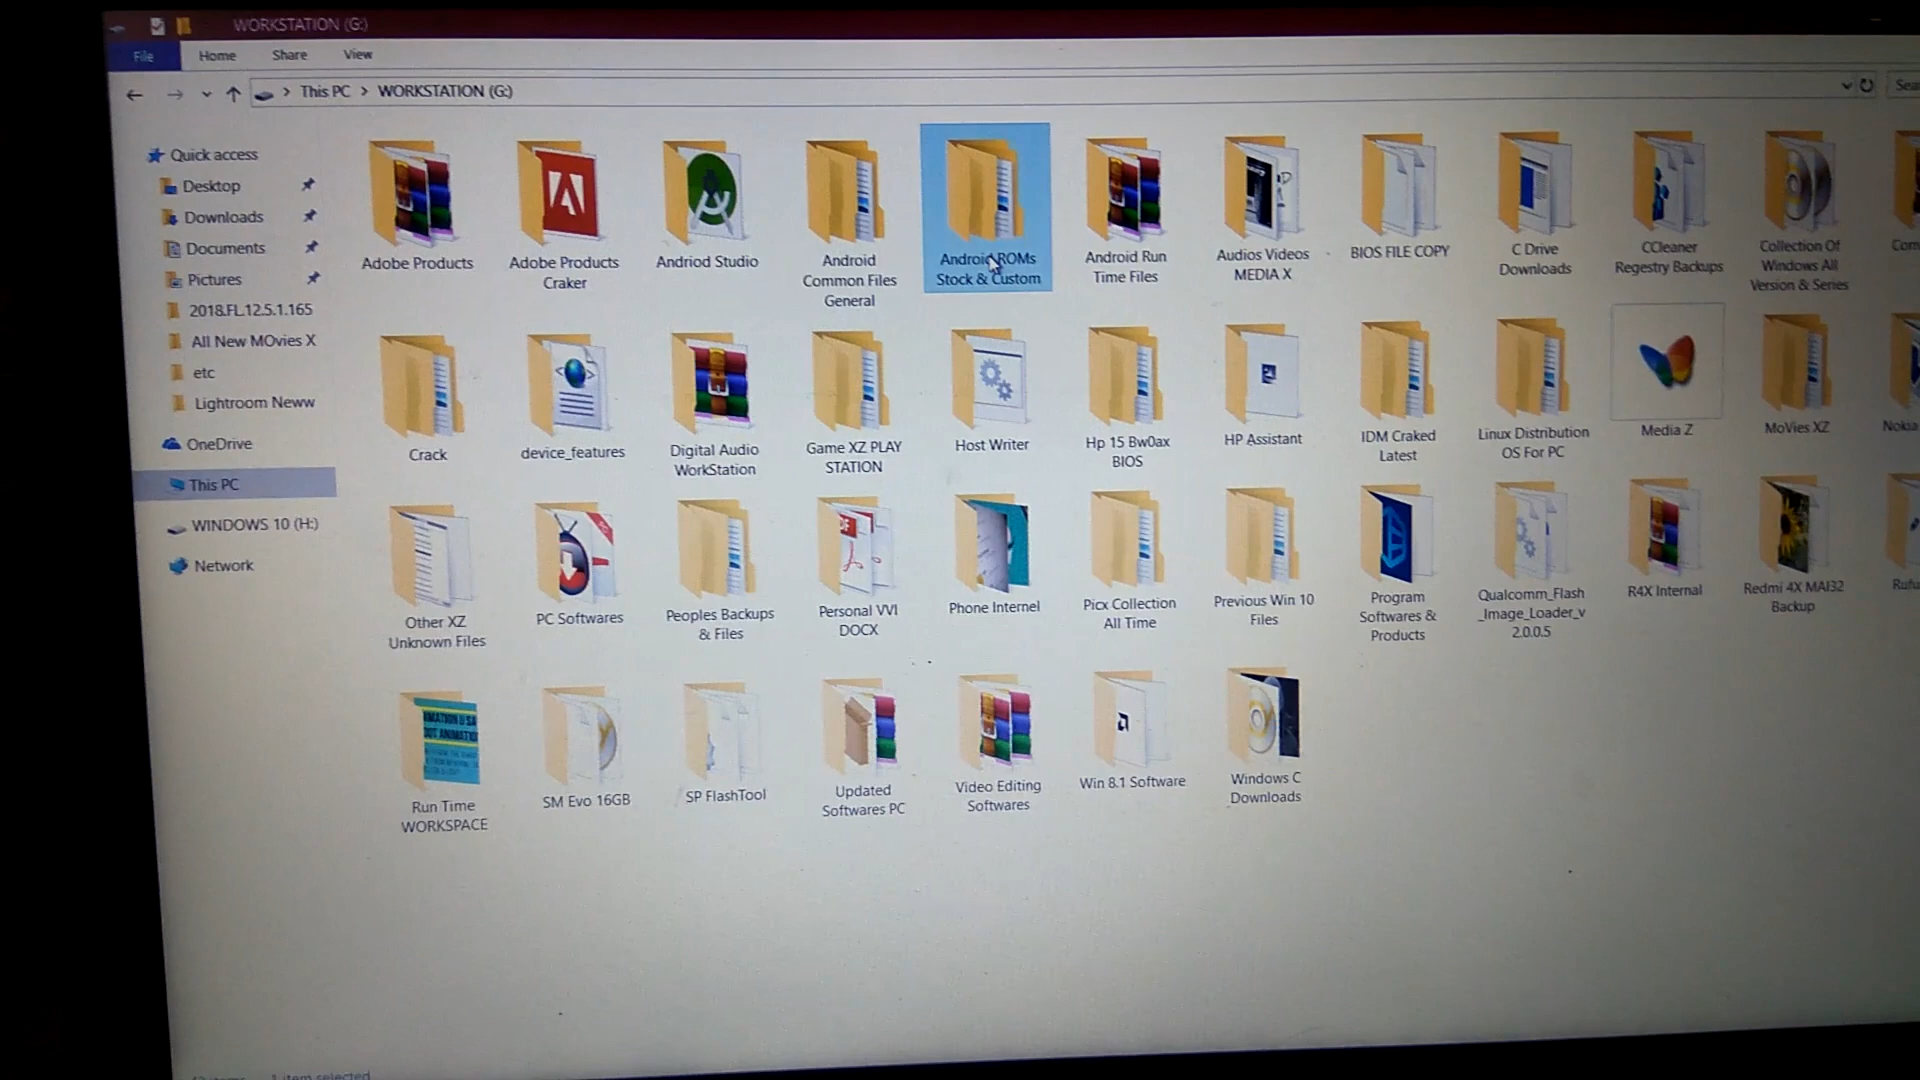 WORKSTATION (G:)
File Home Share View
This PC > WORKSTATION (G:)
Quick access
Desktop
Downloads
Documents
Pictures
2018.FL.12.5.1.165
All New MOvies X
etc
Lightroom Neww
OneDrive
This PC
WINDOWS 10 (H:)
Network
Adobe Products
Adobe Products
Craker
Andriod Studio
Android
Common Files
General
Android ROMs
Stock & Custom
Android Run
Time Files
Audios Videos
MEDIA X
BIOS FILE COPY
C Drive
Downloads
CCleaner
Regestry Backups
Collection Of
Windows All
Version & Series
Crack
device_features
Digital Audio
WorkStation
Game XZ PLAY
STATION
Host Writer
Hp 15 Bw0ax
BIOS
HP Assistant
IDM Craked
Latest
Linux Distribution
OS For PC
Media Z
MoVies XZ
Nokia
Other XZ
Unknown Files
PC Softwares
Peoples Backups
& Files
Personal VVI
DOCX
Phone Internel
Picx Collection
All Time
Previous Win 10
Files
Program
Softwares &
Products
Qualcomm_Flash
_Image_Loader_v
2.0.0.5
R4X Internal
Redmi 4X MAI32
Backup
Run Time
WORKSPACE
SM Evo 16GB
SP FlashTool
Updated
Softwares PC
Video Editing
Softwares
Win 8.1 Software
Windows C
Downloads
1 item selected